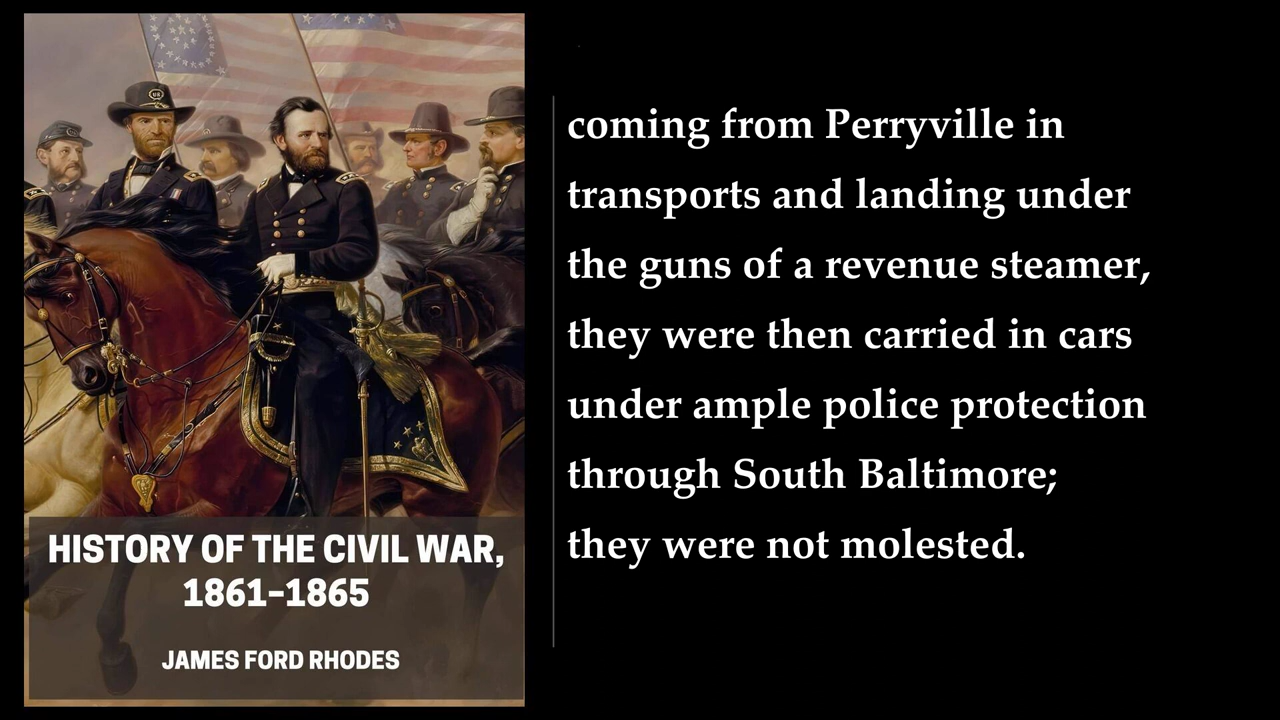 HISTORY OF THE CIVIL WAR,
1861–1865
JAMES FORD RHODES
coming from Perryville in
transports and landing under
the guns of a revenue steamer,
they were then carried in cars
under ample police protection
through South Baltimore;
they were not molested.